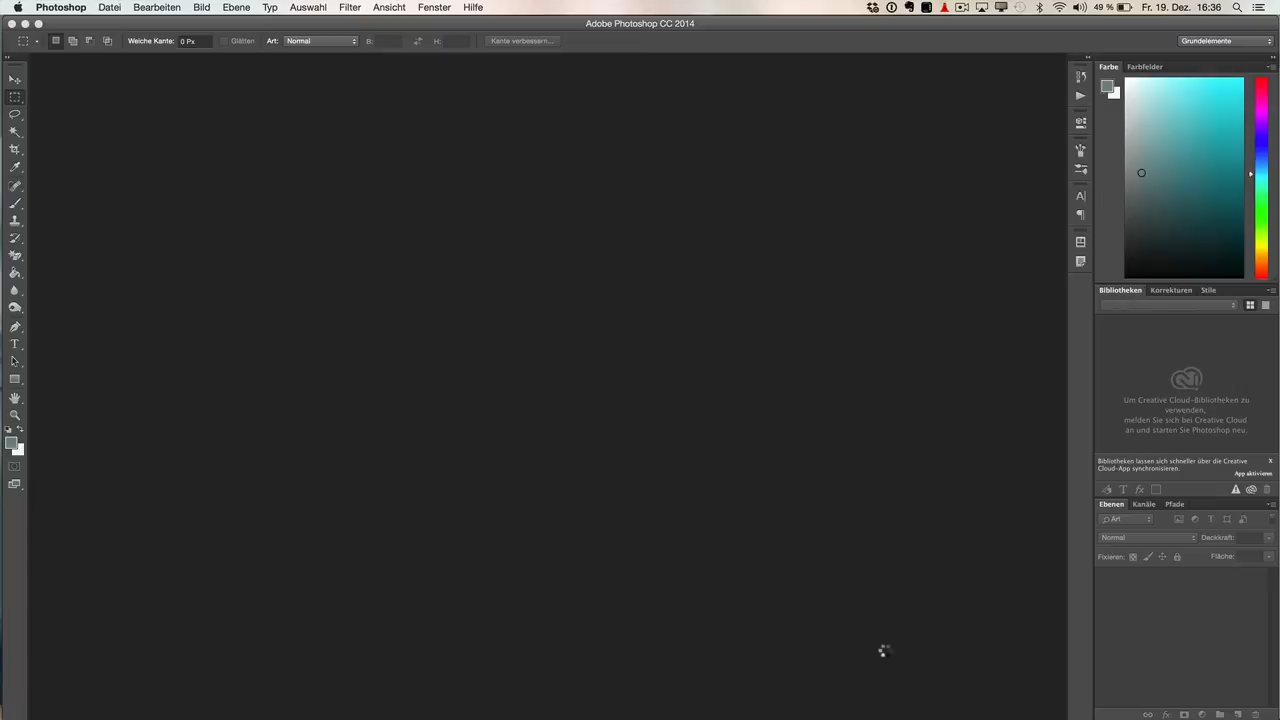 Photoshop Datei Bearbeiten Bild Ebene Typ Auswahl Filter Ansicht Fenster Hilfe 49 % Fr. 19. Dez. 16:36
Adobe Photoshop CC 2014
Weiche Kante: 0 Px Glätten Art: Normal B: H: Kante verbessern... Grundelemente
Farbe Farbfelder
Bibliotheken Korrekturen Stile
Um Creative Cloud-Bibliotheken zu
verwenden,
melden Sie sich bei Creative Cloud
an und starten Sie Photoshop neu.
Bibliotheken lassen sich schneller über die Creative
Cloud-App synchronisieren.
App aktivieren
Ebenen Kanäle Pfade
Art
Normal Deckkraft:
Fixieren: Fläche: